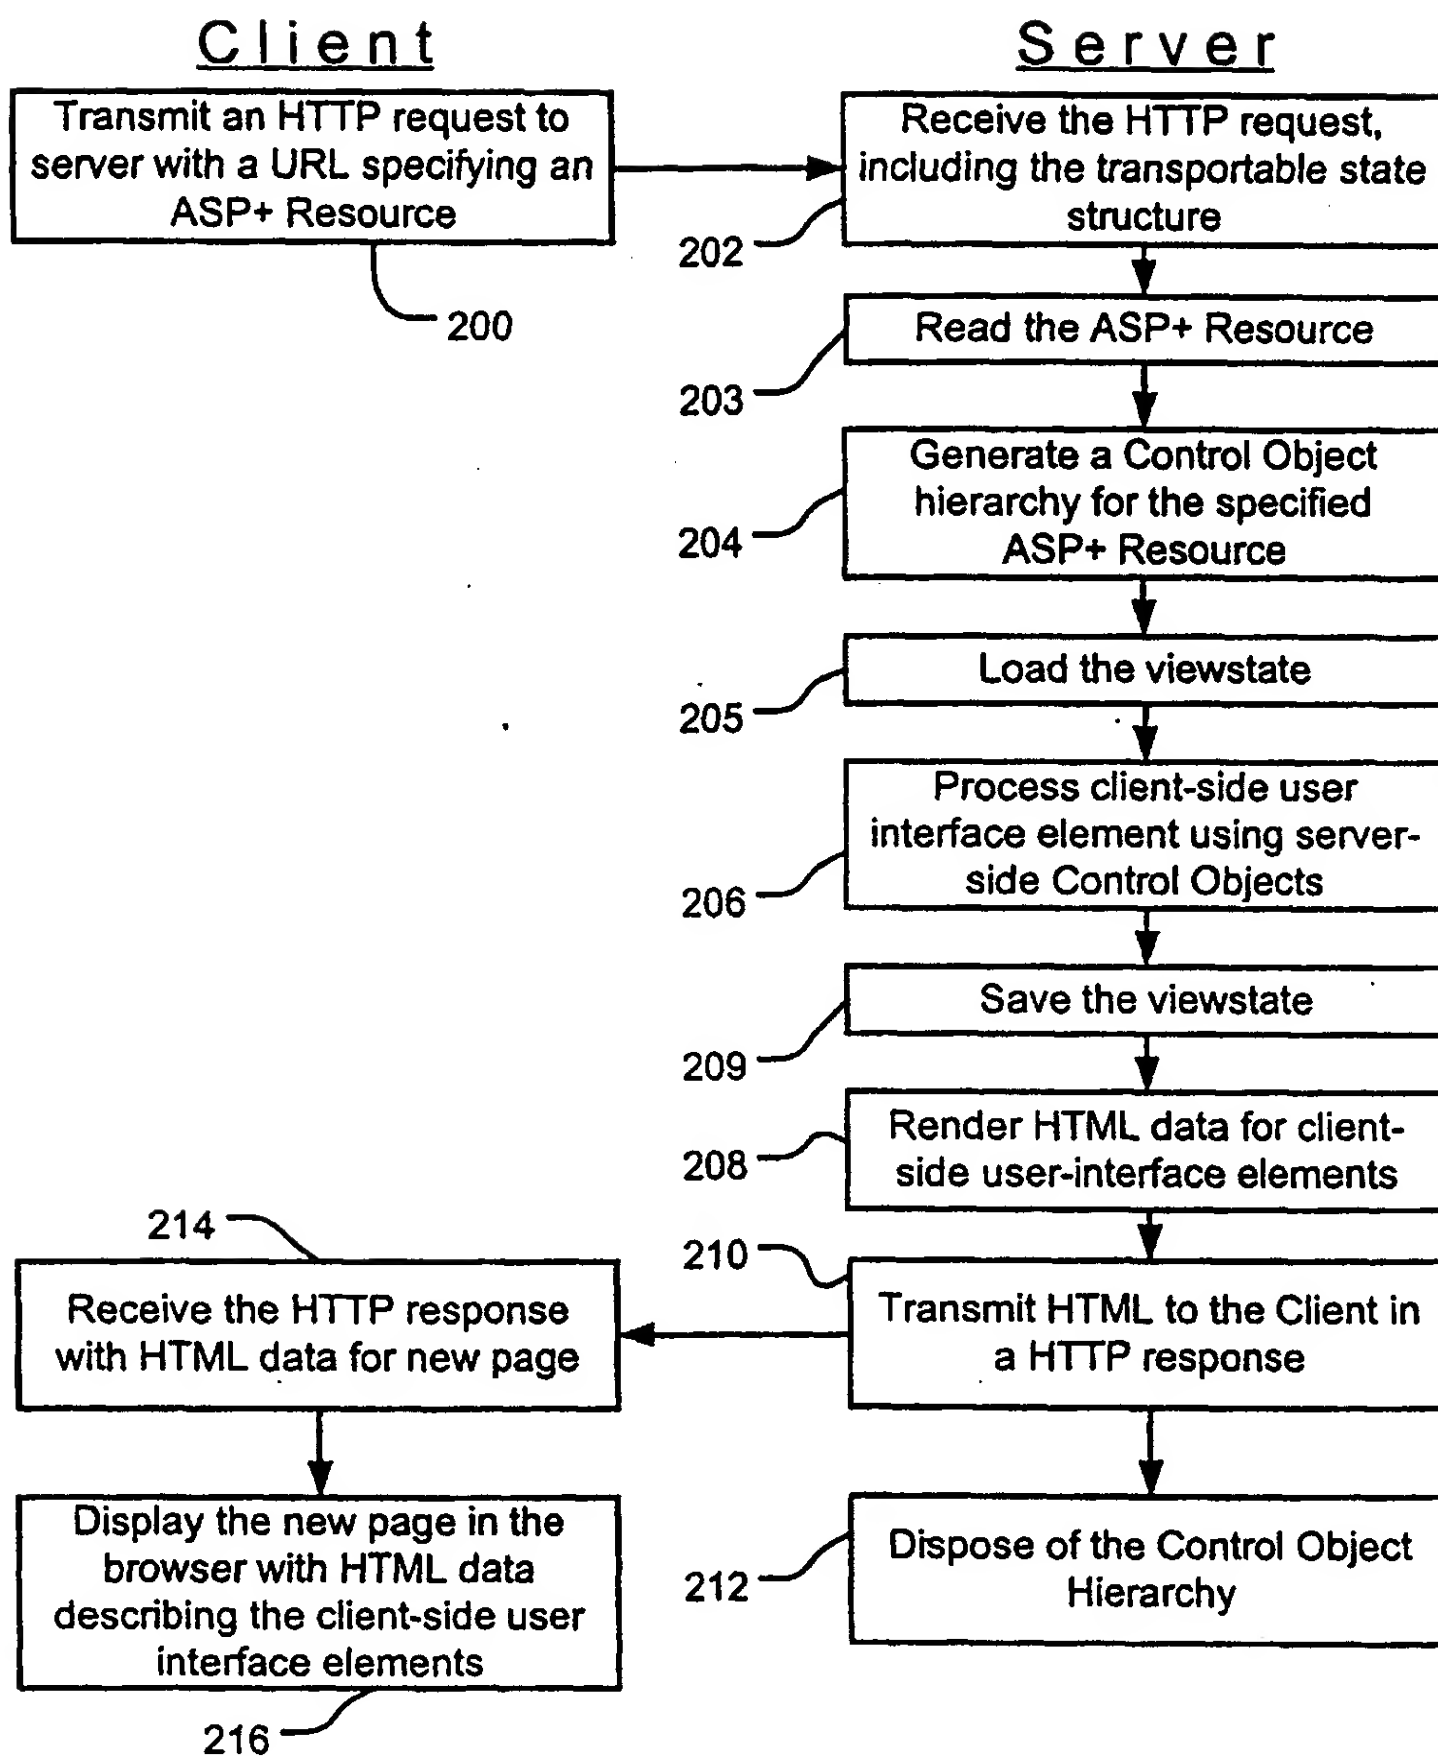 Client
Server
Transmit an HTTP request to
server with a URL specifying an
ASP+ Resource
200
Receive the HTTP request,
including the transportable state
structure
202
Read the ASP+ Resource
203
Generate a Control Object
hierarchy for the specified
ASP+ Resource
204
Load the viewstate
205
Process client-side user
interface element using server-
side Control Objects
206
Save the viewstate
209
Render HTML data for client-
side user-interface elements
208
210
Transmit HTML to the Client in
a HTTP response
214
Receive the HTTP response
with HTML data for new page
Display the new page in the
browser with HTML data
describing the client-side user
interface elements
216
Dispose of the Control Object
Hierarchy
212